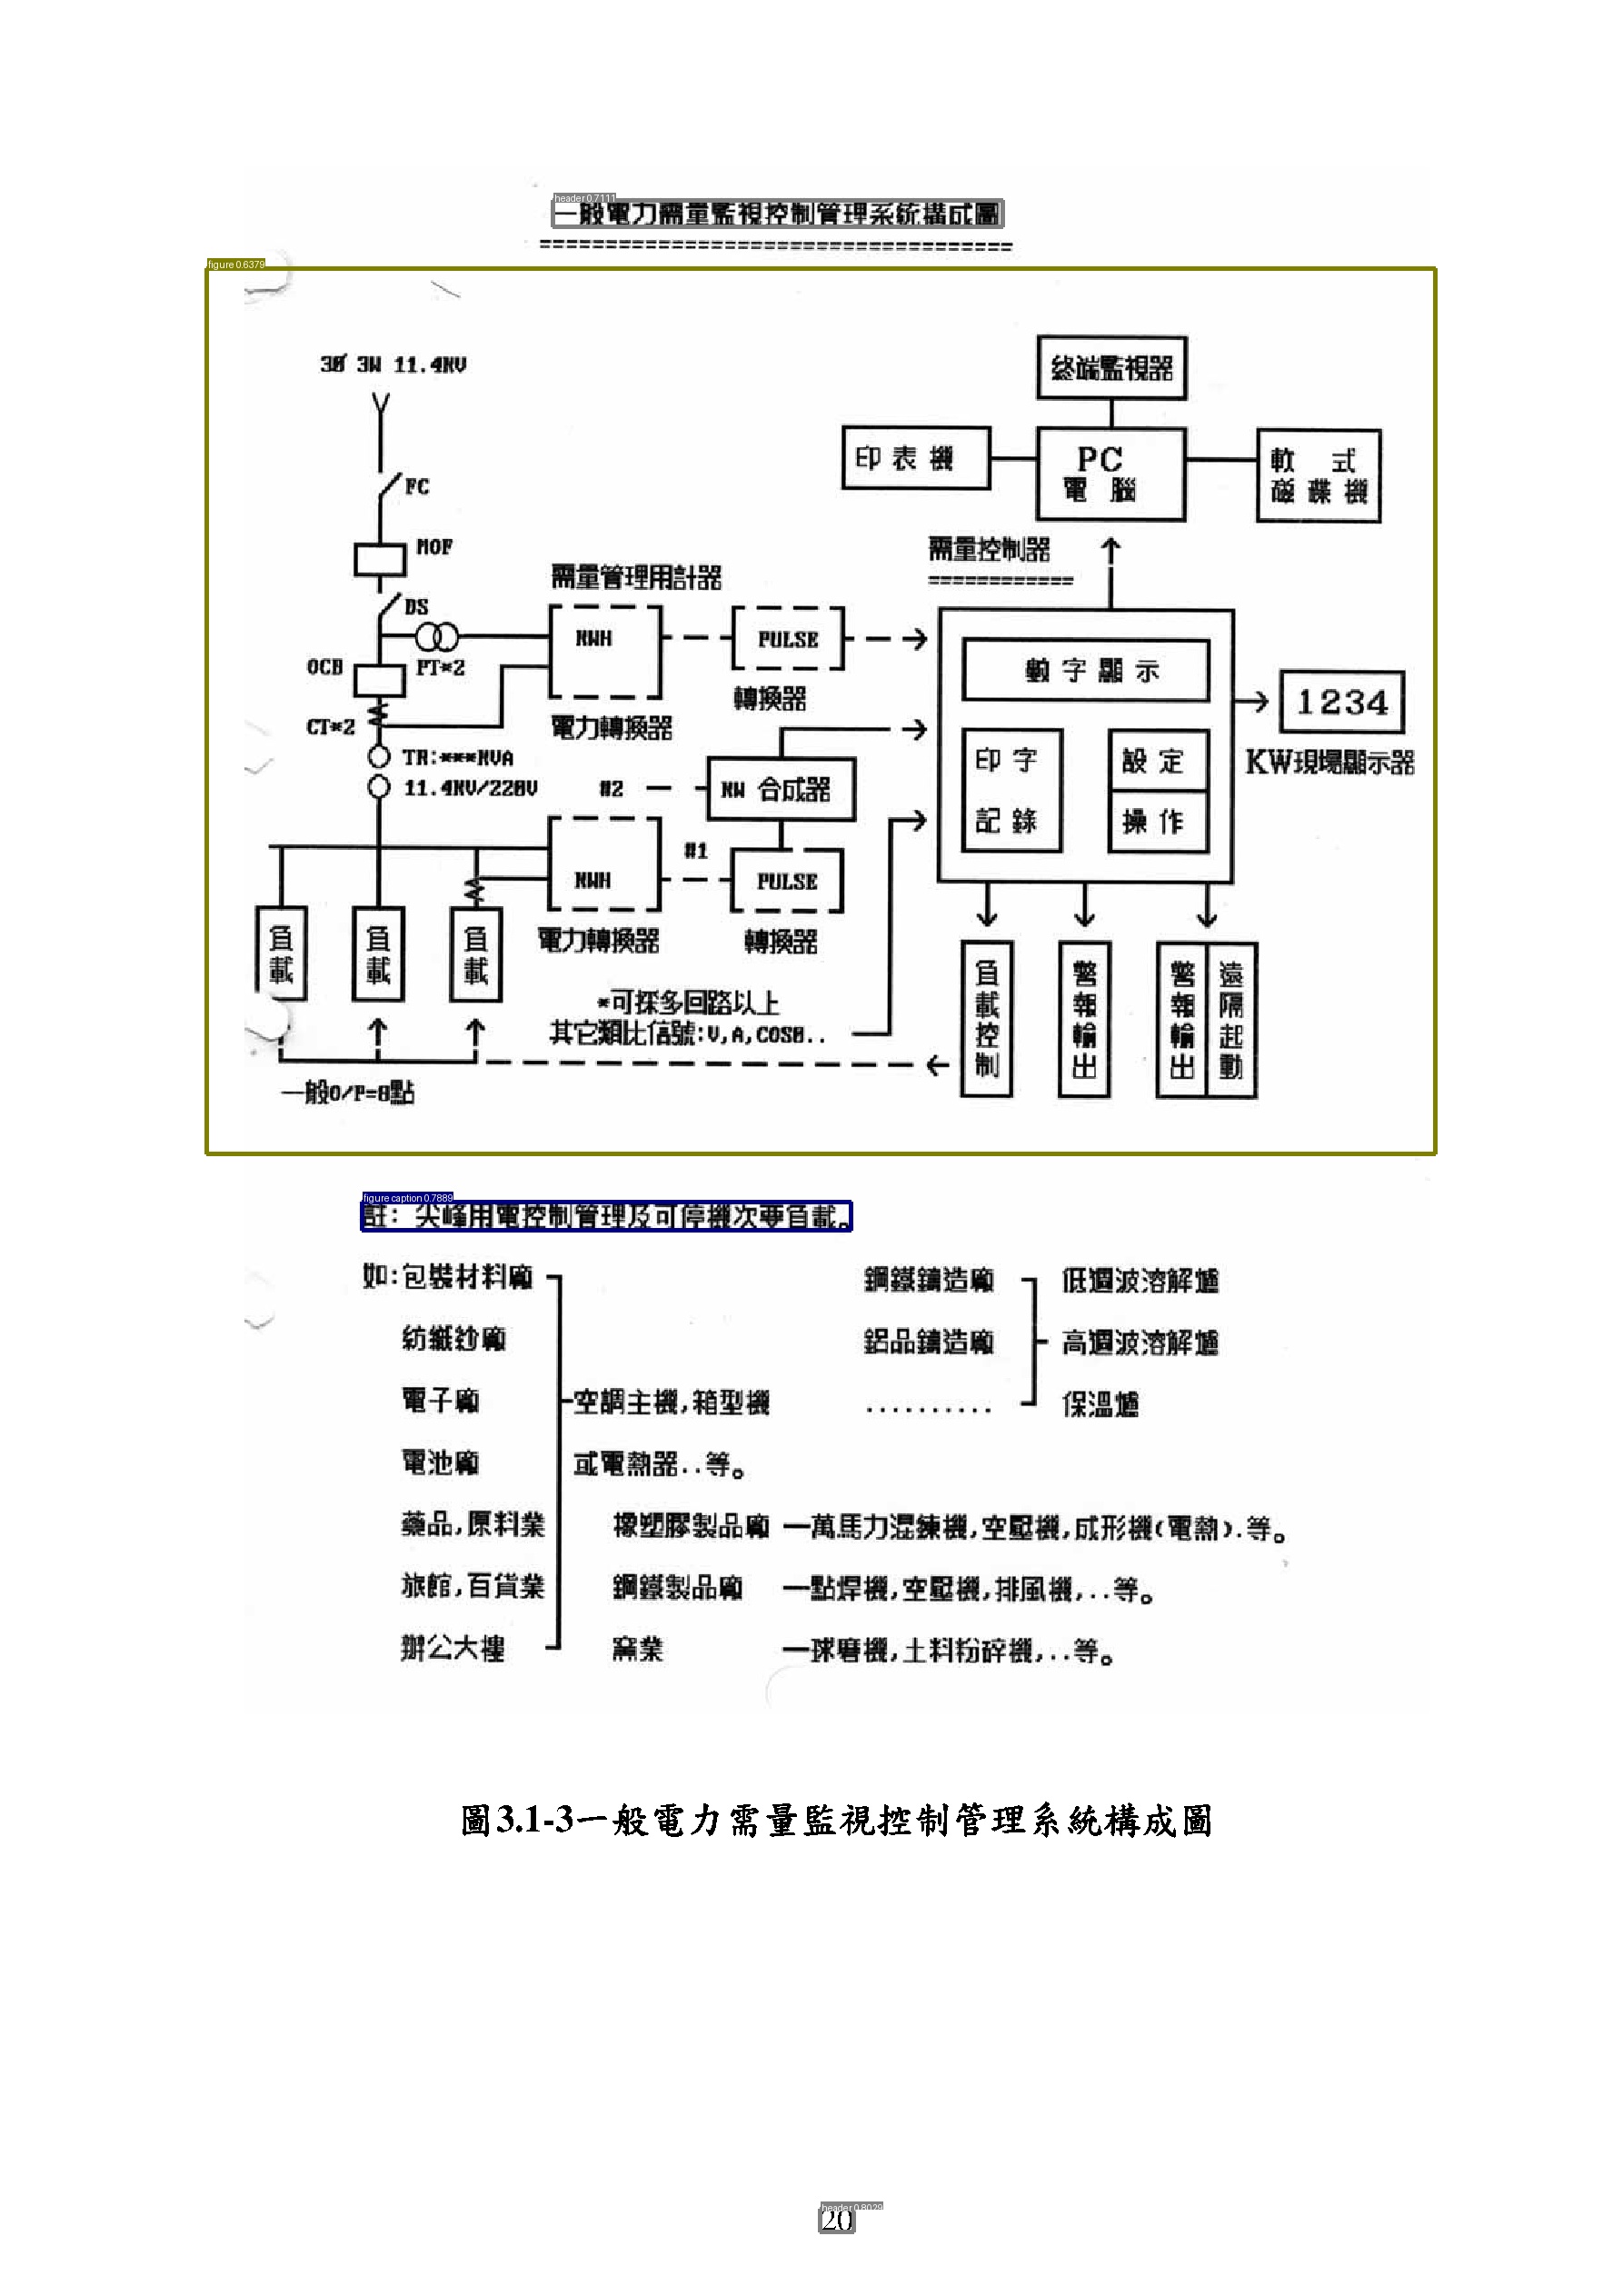 一般電力需量監視控制管理系統構成圖
3Ø 3W 11.4KV
FC
MOF
DS
OCB
PT*2
CT*2
TR:***KVA
11.4KV/220V
負載
負載
負載
一般O/P=8點
需量管理用計器
KWH
PULSE
電力轉換器
轉換器
#2
KW 合成器
#1
KWH
PULSE
電力轉換器
轉換器
*可採多回路以上
其它類比信號:V,A,COSθ..
終端監視器
印表機
PC
電腦
軟式
磁碟機
需量控制器
數字顯示
印字
記錄
設定
操作
1234
KW現場顯示器
負載控制
警報輸出
警報輸出
遠隔起動
註: 尖峰用電控制管理及可停機次要負載。
如:包裝材料廠
紡織紗廠
電子廠
電池廠
藥品,原料業
旅館,百貨業
辦公大樓
空調主機,箱型機
或電熱器..等。
鋼鐵鑄造廠
鋁品鑄造廠
..........
低週波溶解爐
高週波溶解爐
保溫爐
橡塑膠製品廠 —萬馬力混鍊機,空壓機,成形機(電熱).等。
鋼鐵製品廠 —點焊機,空壓機,排風機,..等。
窯業 —球磨機,土料粉碎機,..等。
圖3.1-3一般電力需量監視控制管理系統構成圖
20
header 0.7111
figure 0.6379
figure caption 0.7889
header 0.8029